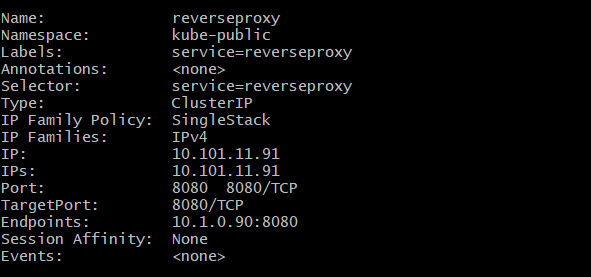 Name: reverseproxy
Namespace: kube-public
Labels: service=reverseproxy
Annotations: <none>
Selector: service=reverseproxy
Type: ClusterIP
IP Family Policy: SingleStack
IP Families: IPv4
IP: 10.101.11.91
IPs: 10.101.11.91
Port: 8080 8080/TCP
TargetPort: 8080/TCP
Endpoints: 10.1.0.90:8080
Session Affinity: None
Events: <none>